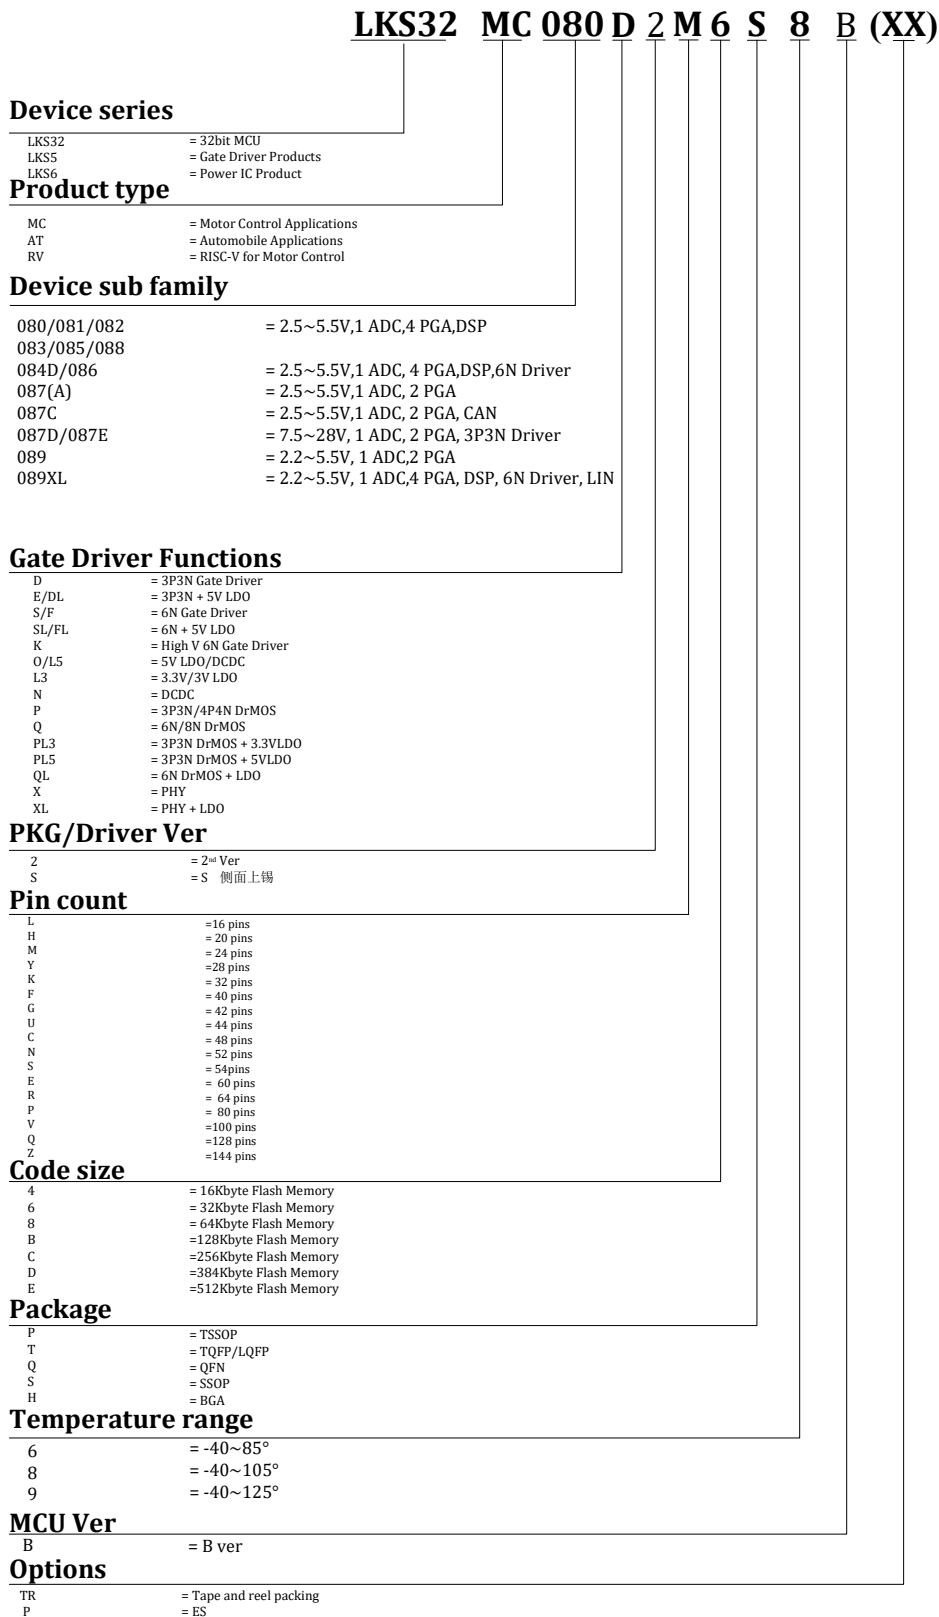 LKS32 MC 080 D 2 M 6 S 8 B (XX)
Device series
LKS32 = 32bit MCU
LKS5 = Gate Driver Products
LKS6 = Power IC Product
Product type
MC = Motor Control Applications
AT = Automobile Applications
RV = RISC-V for Motor Control
Device sub family
080/081/082 = 2.5~5.5V,1 ADC,4 PGA,DSP
083/085/088
084D/086 = 2.5~5.5V,1 ADC, 4 PGA,DSP,6N Driver
087(A) = 2.5~5.5V,1 ADC, 2 PGA
087C = 2.5~5.5V,1 ADC, 2 PGA, CAN
087D/087E = 7.5~28V, 1 ADC, 2 PGA, 3P3N Driver
089 = 2.2~5.5V, 1 ADC,2 PGA
089XL = 2.2~5.5V, 1 ADC,4 PGA, DSP, 6N Driver, LIN
Gate Driver Functions
D = 3P3N Gate Driver
E/DL = 3P3N + 5V LDO
S/F = 6N Gate Driver
SL/FL = 6N + 5V LDO
K = High V 6N Gate Driver
O/L5 = 5V LDO/DCDC
L3 = 3.3V/3V LDO
N = DCDC
P = 3P3N/4P4N DrMOS
Q = 6N/8N DrMOS
PL3 = 3P3N DrMOS + 3.3VLDO
PL5 = 3P3N DrMOS + 5VLDO
QL = 6N DrMOS + LDO
X = PHY
XL = PHY + LDO
PKG/Driver Ver
2 = 2nd Ver
S = S 侧面上锡
Pin count
L =16 pins
H = 20 pins
M = 24 pins
Y =28 pins
K = 32 pins
F = 40 pins
G = 42 pins
U = 44 pins
C = 48 pins
N = 52 pins
S = 54pins
E = 60 pins
R = 64 pins
P = 80 pins
V =100 pins
Q =128 pins
Z =144 pins
Code size
4 = 16Kbyte Flash Memory
6 = 32Kbyte Flash Memory
8 = 64Kbyte Flash Memory
B =128Kbyte Flash Memory
C =256Kbyte Flash Memory
D =384Kbyte Flash Memory
E =512Kbyte Flash Memory
Package
P = TSSOP
T = TQFP/LQFP
Q = QFN
S = SSOP
H = BGA
Temperature range
6 = -40~85°
8 = -40~105°
9 = -40~125°
MCU Ver
B = B ver
Options
TR = Tape and reel packing
P = ES